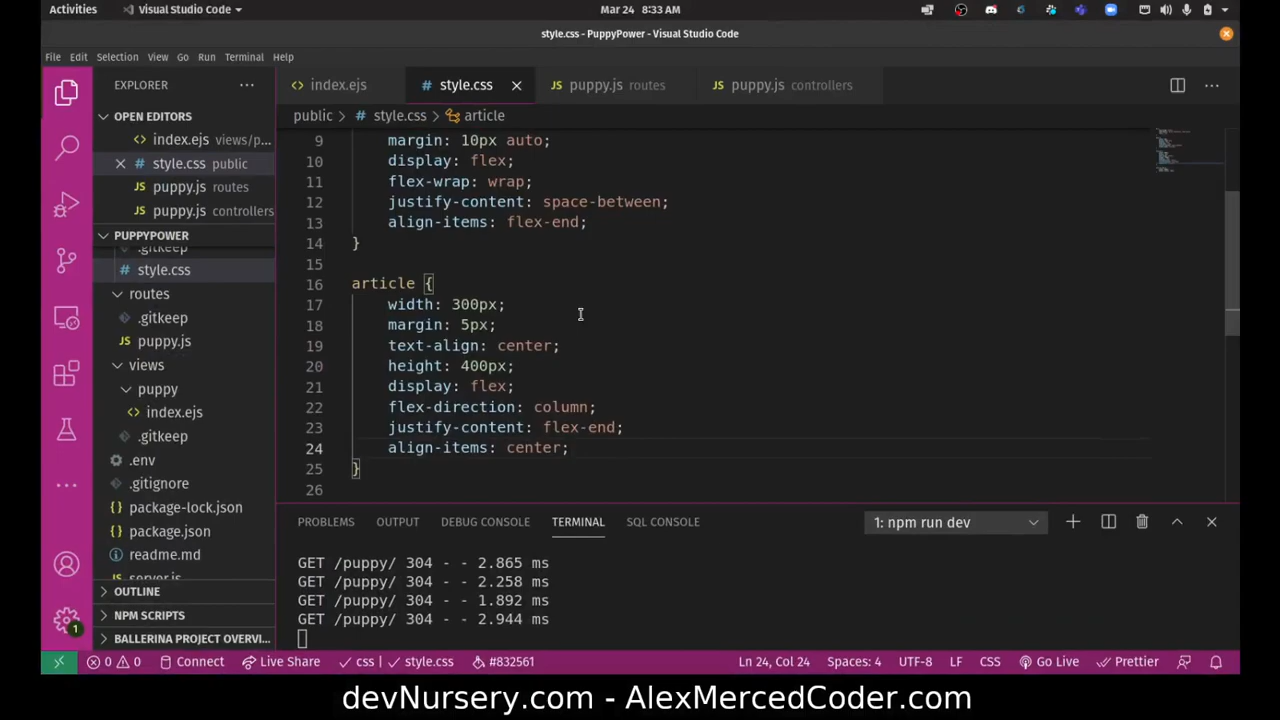 Activities
Visual Studio Code
Mar 24 8:33 AM
style.css - PuppyPower - Visual Studio Code
File Edit Selection View Go Run Terminal Help
EXPLORER
OPEN EDITORS
index.ejs views/p...
style.css public
puppy.js routes
puppy.js controllers
PUPPYPOWER
.gitkeep
style.css
routes
.gitkeep
puppy.js
views
puppy
index.ejs
.gitkeep
.env
.gitignore
package-lock.json
package.json
readme.md
server.js
OUTLINE
NPM SCRIPTS
BALLERINA PROJECT OVERVI...
index.ejs
style.css
puppy.js routes
puppy.js controllers
public > # style.css > article
9 margin: 10px auto;
10 display: flex;
11 flex-wrap: wrap;
12 justify-content: space-between;
13 align-items: flex-end;
14 }
15
16 article {
17 width: 300px;
18 margin: 5px;
19 text-align: center;
20 height: 400px;
21 display: flex;
22 flex-direction: column;
23 justify-content: flex-end;
24 align-items: center;
25 }
26
PROBLEMS OUTPUT DEBUG CONSOLE TERMINAL SQL CONSOLE
1: npm run dev
GET /puppy/ 304 - - 2.865 ms
GET /puppy/ 304 - - 2.258 ms
GET /puppy/ 304 - - 1.892 ms
GET /puppy/ 304 - - 2.944 ms
1
0 0 Connect Live Share css | style.css #832561 Ln 24, Col 24 Spaces: 4 UTF-8 LF CSS Go Live Prettier
devNursery.com - AlexMercedCoder.com